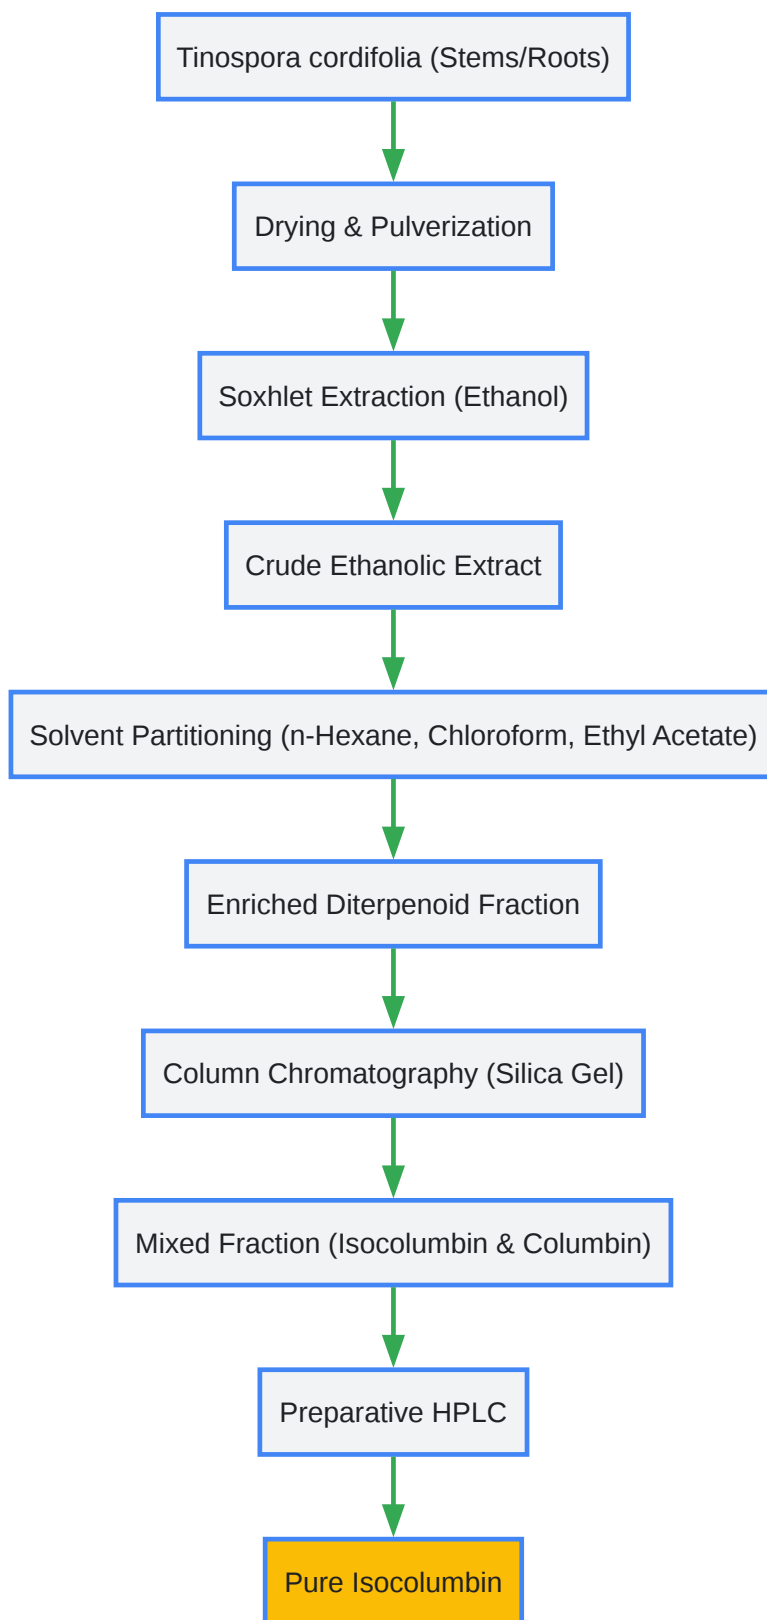 Tinospora cordifolia (Stems/Roots)
Drying & Pulverization
Soxhlet Extraction (Ethanol)
Crude Ethanolic Extract
Solvent Partitioning (n-Hexane, Chloroform, Ethyl Acetate)
Enriched Diterpenoid Fraction
Column Chromatography (Silica Gel)
Mixed Fraction (Isocolumbin & Columbin)
Preparative HPLC
Pure Isocolumbin